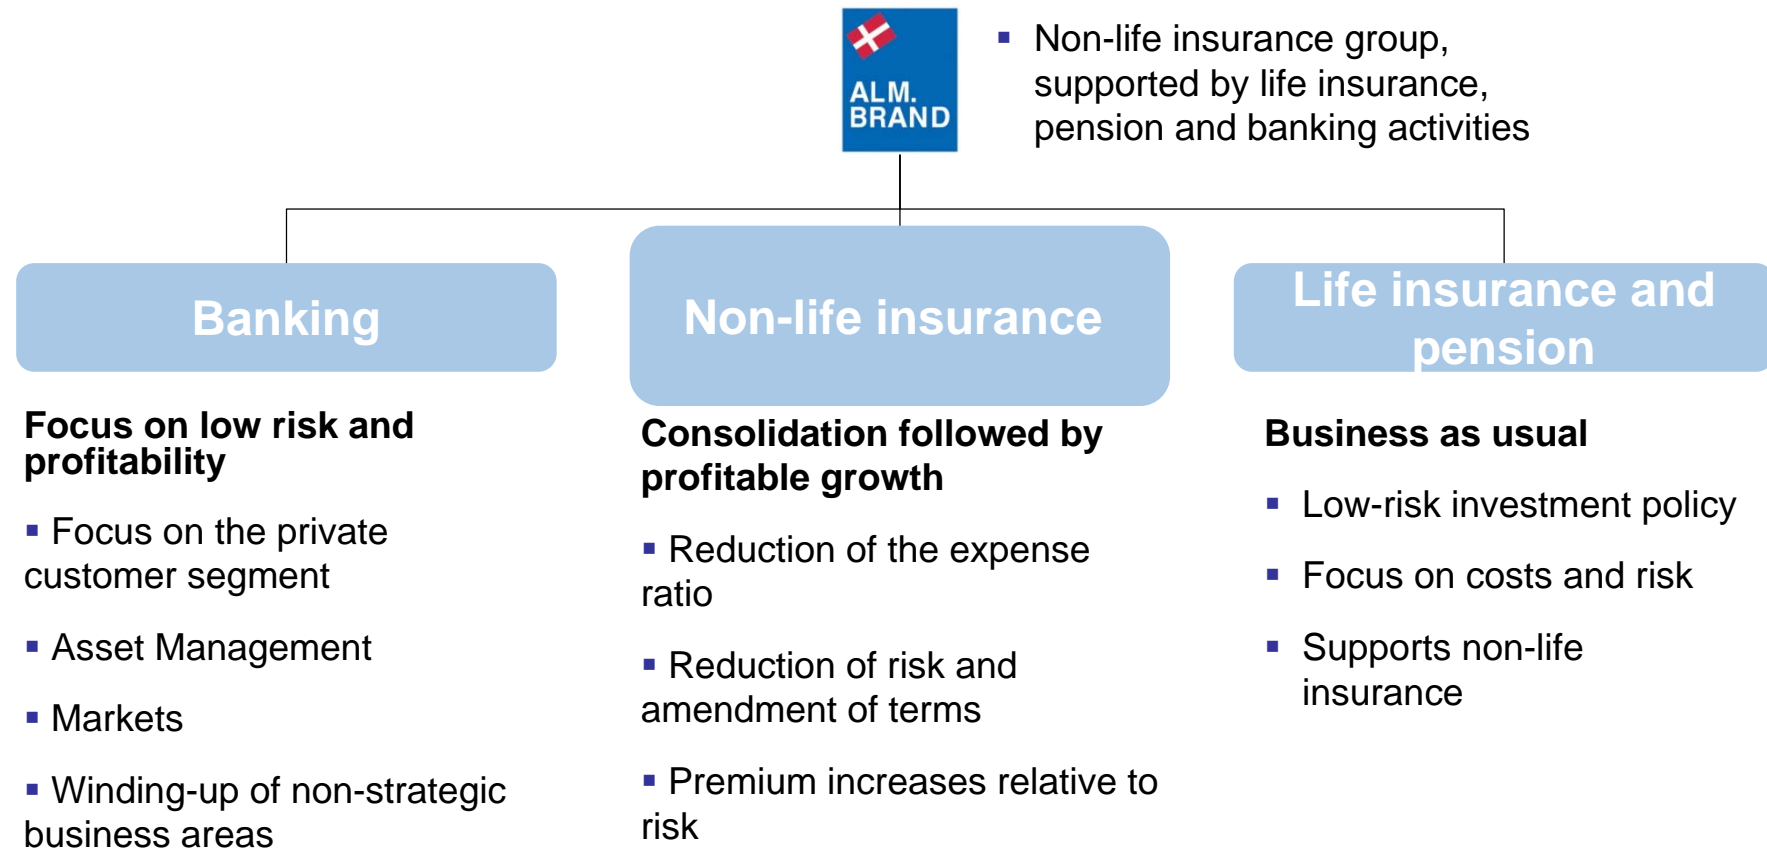 ALM.
BRAND
▪ Non-life insurance group,
supported by life insurance,
pension and banking activities
Banking
Non-life insurance
Life insurance and
pension
Focus on low risk and
profitability
▪ Focus on the private
customer segment
▪ Asset Management
▪ Markets
▪ Winding-up of non-strategic
business areas
Consolidation followed by
profitable growth
▪ Reduction of the expense
ratio
▪ Reduction of risk and
amendment of terms
▪ Premium increases relative to
risk
Business as usual
▪ Low-risk investment policy
▪ Focus on costs and risk
▪ Supports non-life
insurance